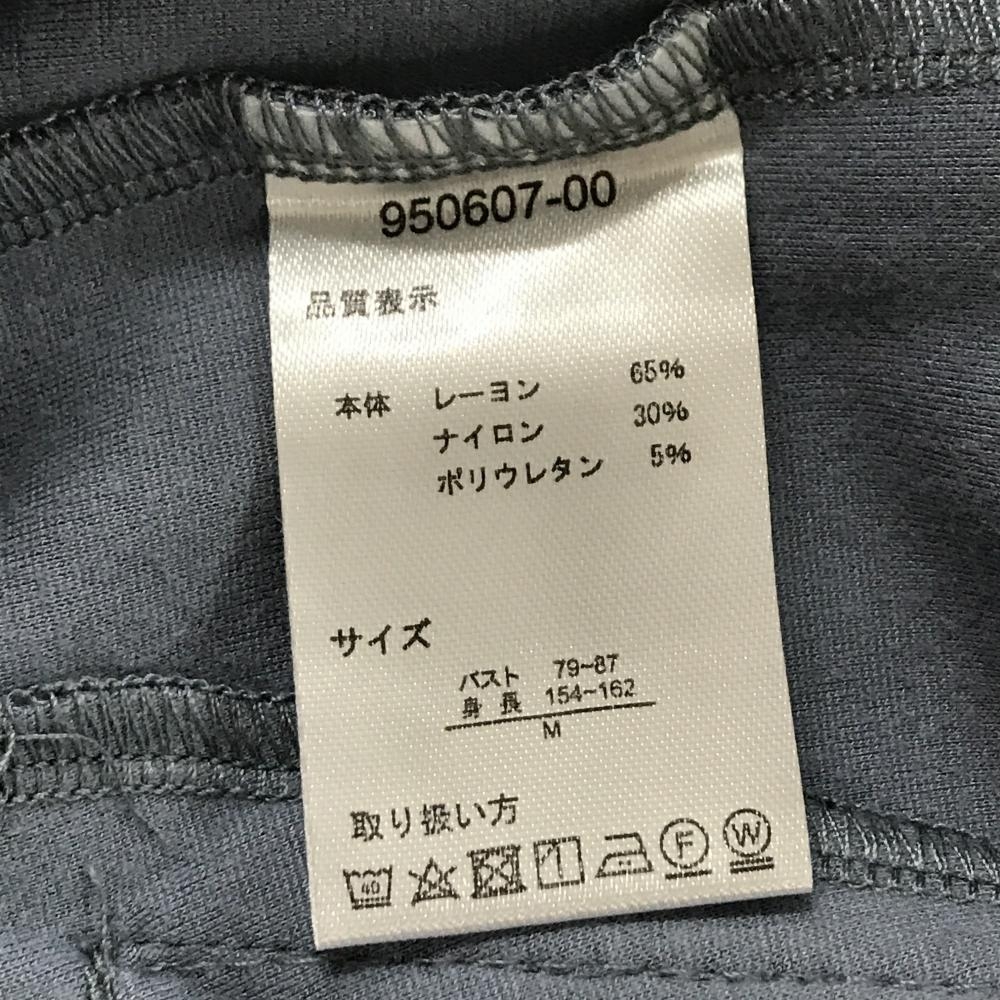 950607-00
品質表示
本体 レーヨン 65%
ナイロン 30%
ポリウレタン 5%
サイズ
バスト 79~87
身長 154~162
M
取り扱い方
40 F W